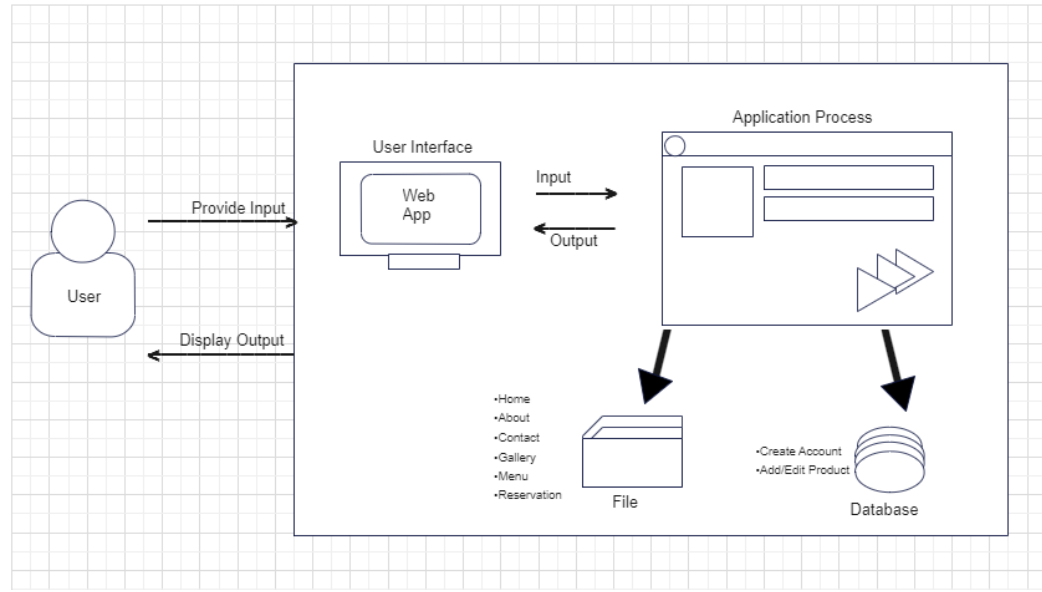 Application Process
User Interface
Web
App
Input
Output
Provide Input
User
Display Output
•Home
•About
•Contact
•Gallery
•Menu
•Reservation
File
•Create Account
•Add/Edit Product
Database